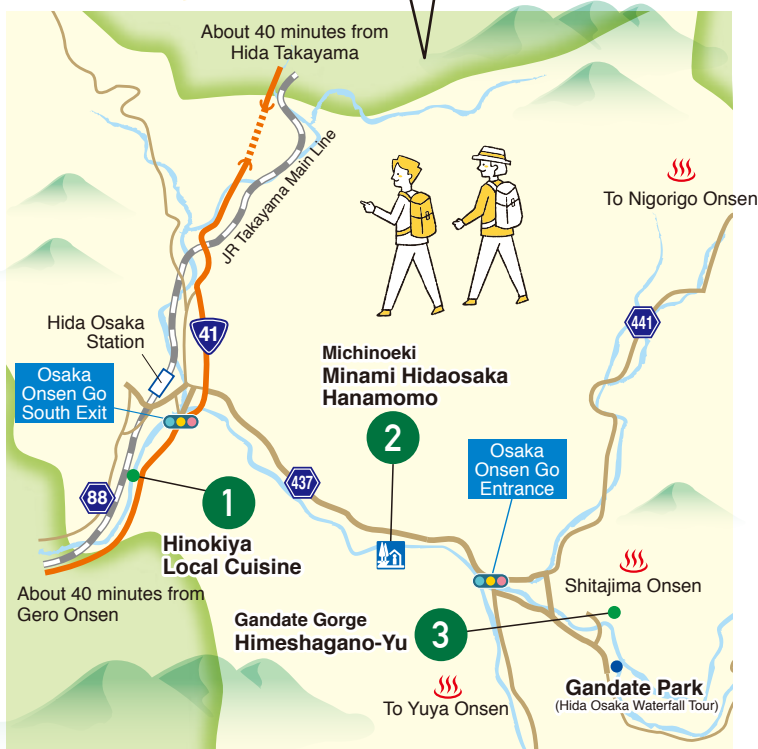 About 40 minutes from
Hida Takayama
JR Takayama Main Line
To Nigorigo Onsen
Hida Osaka
Station
41
441
Osaka
Onsen Go
South Exit
Michinoeki
Minami Hidaosaka
Hanamomo
2
Osaka
Onsen Go
Entrance
437
88
1
Hinokiya
Local Cuisine
About 40 minutes from
Gero Onsen
Shitajima Onsen
Gandate Gorge
Himeshagano-Yu
3
Gandate Park
(Hida Osaka Waterfall Tour)
To Yuya Onsen